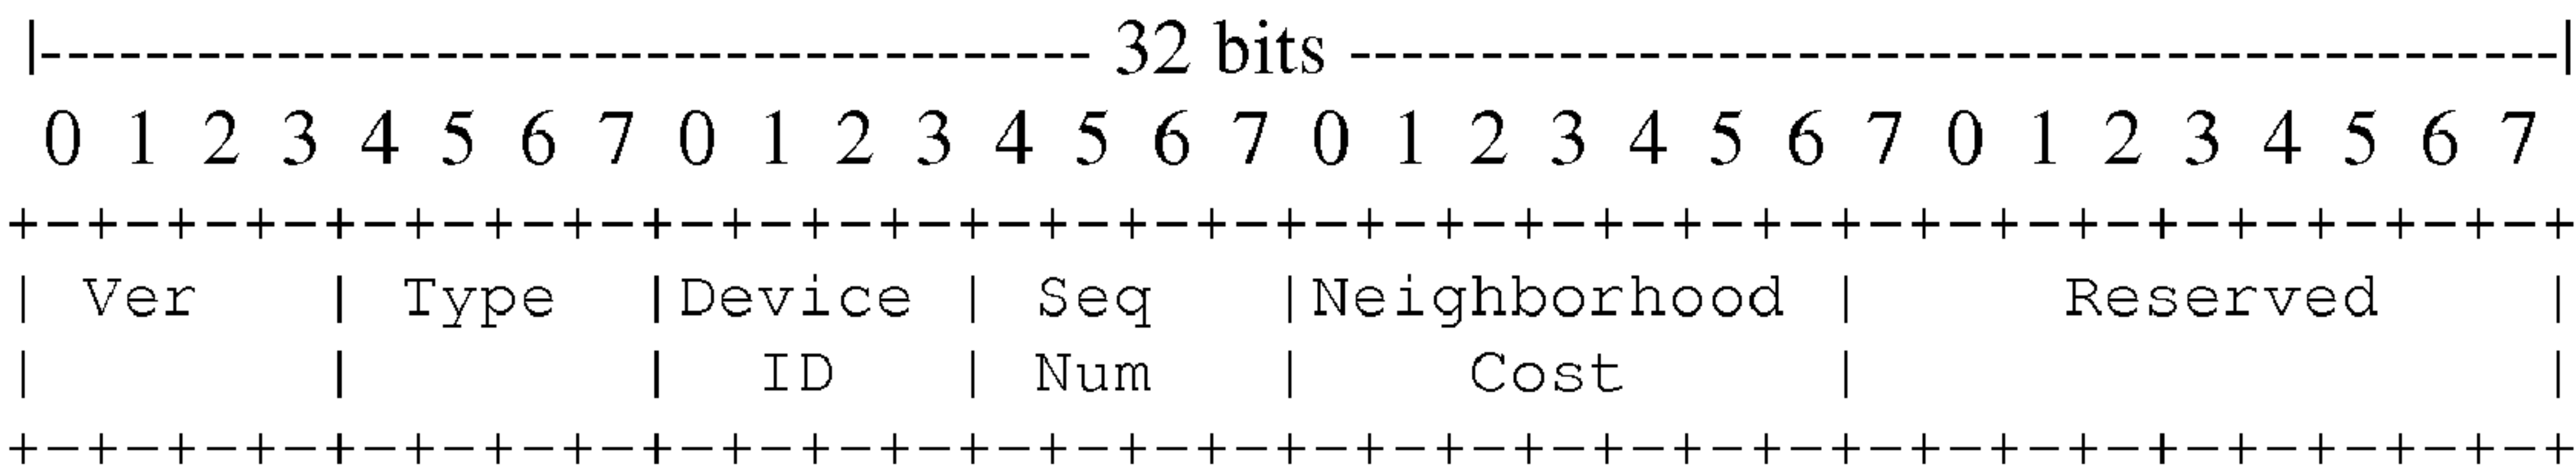 |----------------------------------------- 32 bits -----------------------------------------------|
0 1 2 3 4 5 6 7 0 1 2 3 4 5 6 7 0 1 2 3 4 5 6 7 0 1 2 3 4 5 6 7
+-+-+-+-+-+-+-+-+-+-+-+-+-+-+-+-+-+-+-+-+-+-+-+-+-+-+-+-+-+-+-+-+
| Ver | Type |Device | Seq |Neighborhood | Reserved |
| | | ID | Num | Cost | |
+-+-+-+-+-+-+-+-+-+-+-+-+-+-+-+-+-+-+-+-+-+-+-+-+-+-+-+-+-+-+-+-+